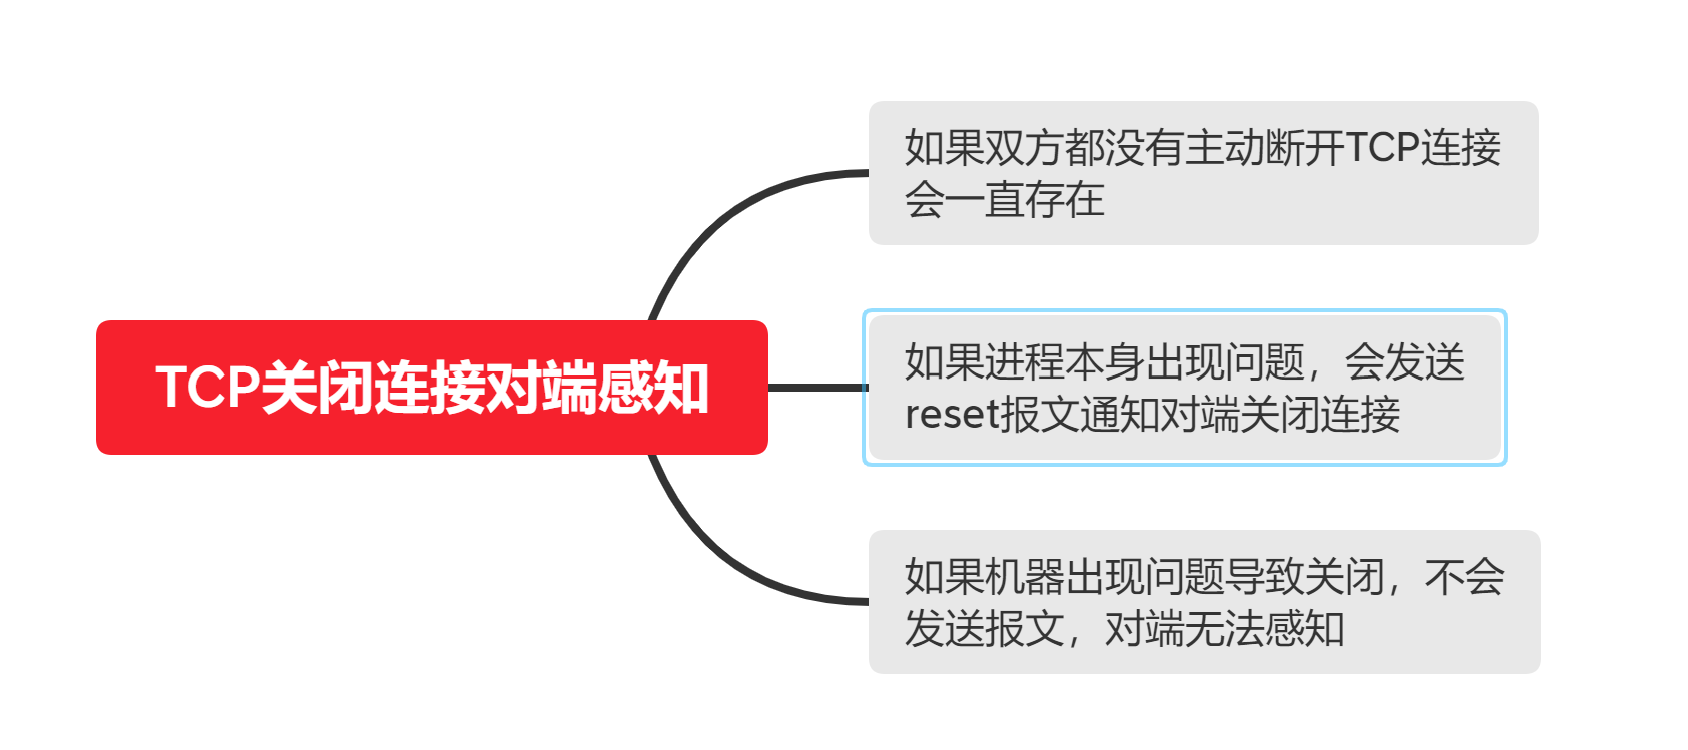 如果双方都没有主动断开TCP连接
会一直存在
TCP关闭连接对端感知
如果进程本身出现问题，会发送
reset报文通知对端关闭连接
如果机器出现问题导致关闭，不会
发送报文，对端无法感知